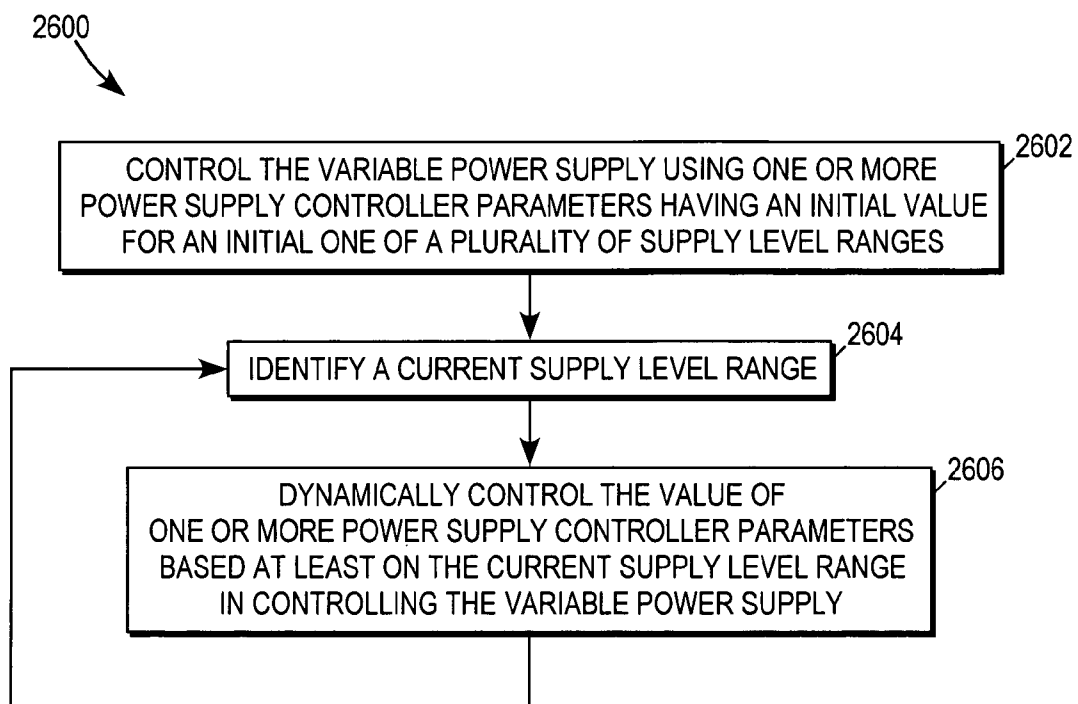 2600
2602
CONTROL THE VARIABLE POWER SUPPLY USING ONE OR MORE
POWER SUPPLY CONTROLLER PARAMETERS HAVING AN INITIAL VALUE
FOR AN INITIAL ONE OF A PLURALITY OF SUPPLY LEVEL RANGES
2604
IDENTIFY A CURRENT SUPPLY LEVEL RANGE
2606
DYNAMICALLY CONTROL THE VALUE OF
ONE OR MORE POWER SUPPLY CONTROLLER PARAMETERS
BASED AT LEAST ON THE CURRENT SUPPLY LEVEL RANGE
IN CONTROLLING THE VARIABLE POWER SUPPLY